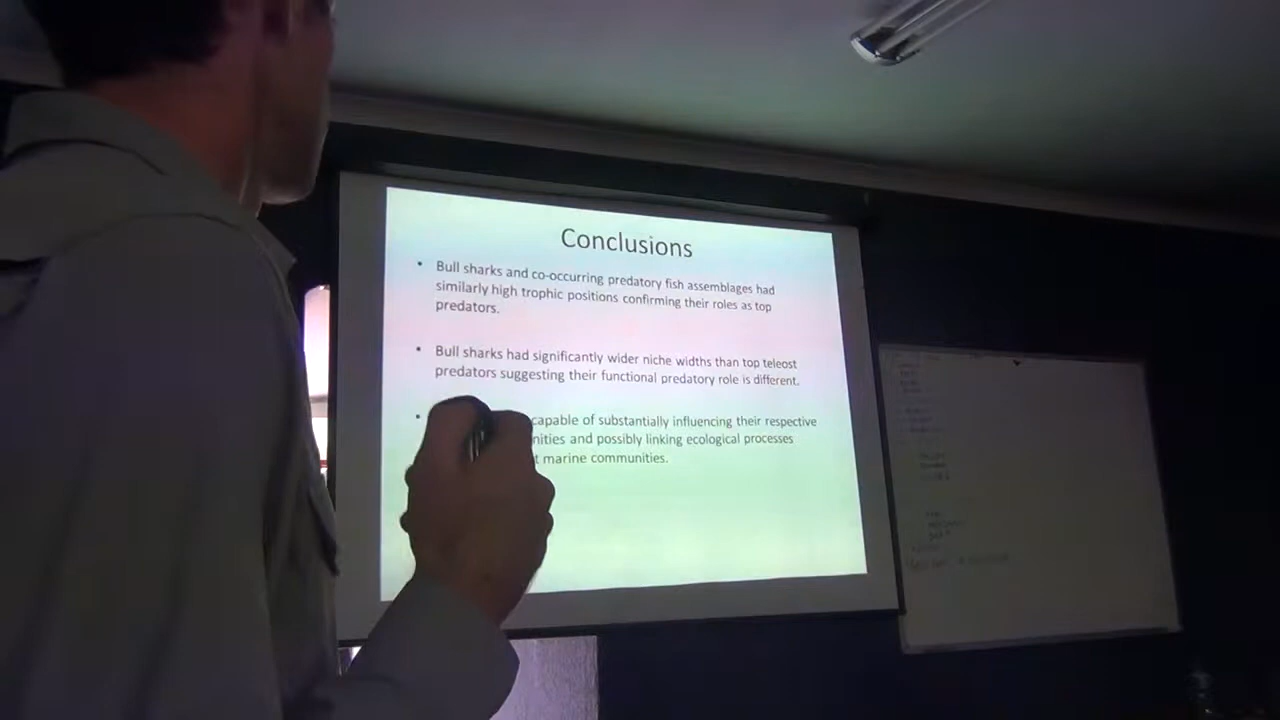 Conclusions
• Bull sharks and co-occurring predatory fish assemblages had
similarly high trophic positions confirming their roles as top
predators.
• Bull sharks had significantly wider niche widths than top teleost
predators suggesting their functional predatory role is different.
• capable of substantially influencing their respective
and possibly linking ecological processes
marine communities.